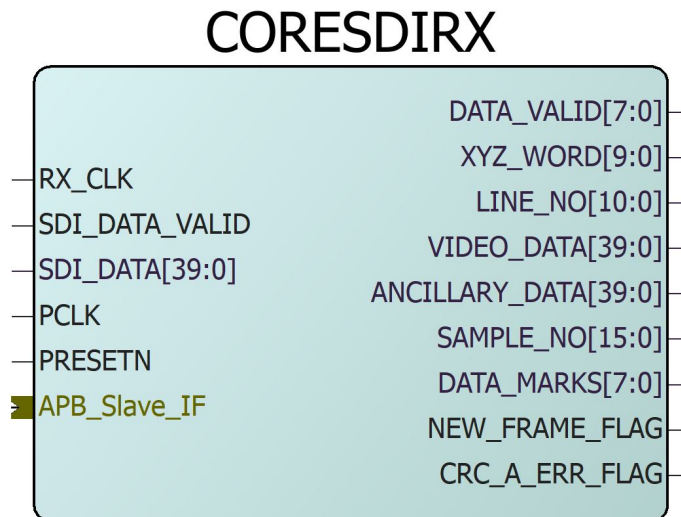 CORESDIRX
RX_CLK
SDI_DATA_VALID
SDI_DATA[39:0]
PCLK
PRESETN
APB_Slave_IF
DATA_VALID[7:0]
XYZ_WORD[9:0]
LINE_NO[10:0]
VIDEO_DATA[39:0]
ANCILLARY_DATA[39:0]
SAMPLE_NO[15:0]
DATA_MARKS[7:0]
NEW_FRAME_FLAG
CRC_A_ERR_FLAG